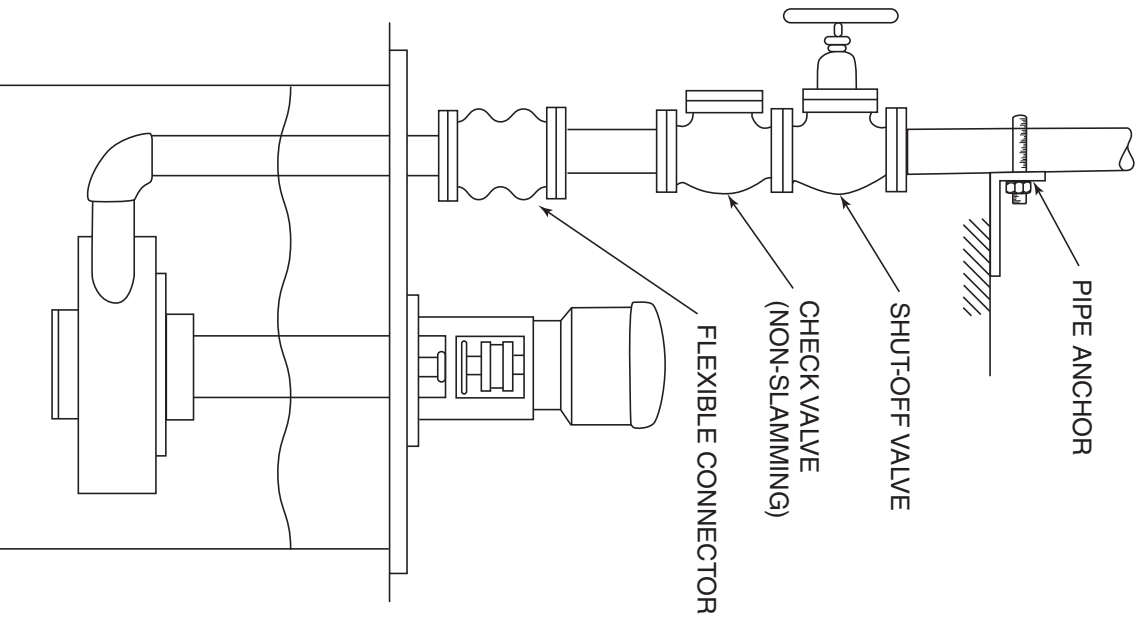 PIPE ANCHOR
SHUT-OFF VALVE
CHECK VALVE
(NON-SLAMMING)
FLEXIBLE CONNECTOR